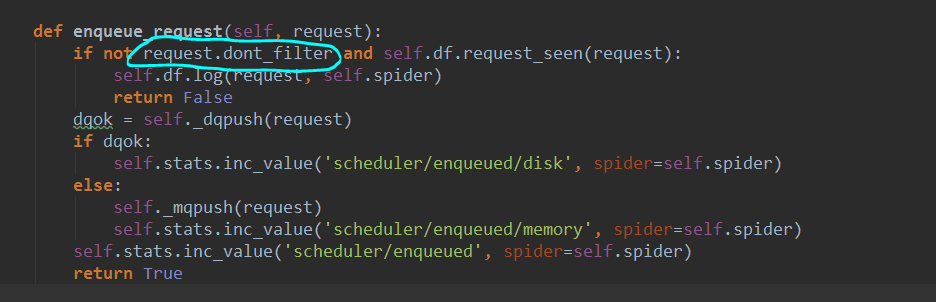 def enqueue_request(self, request):
    if not request.dont_filter and self.df.request_seen(request):
        self.df.log(request, self.spider)
        return False
    dqok = self._dqpush(request)
    if dqok:
        self.stats.inc_value('scheduler/enqueued/disk', spider=self.spider)
    else:
        self._mqpush(request)
        self.stats.inc_value('scheduler/enqueued/memory', spider=self.spider)
    self.stats.inc_value('scheduler/enqueued', spider=self.spider)
    return True